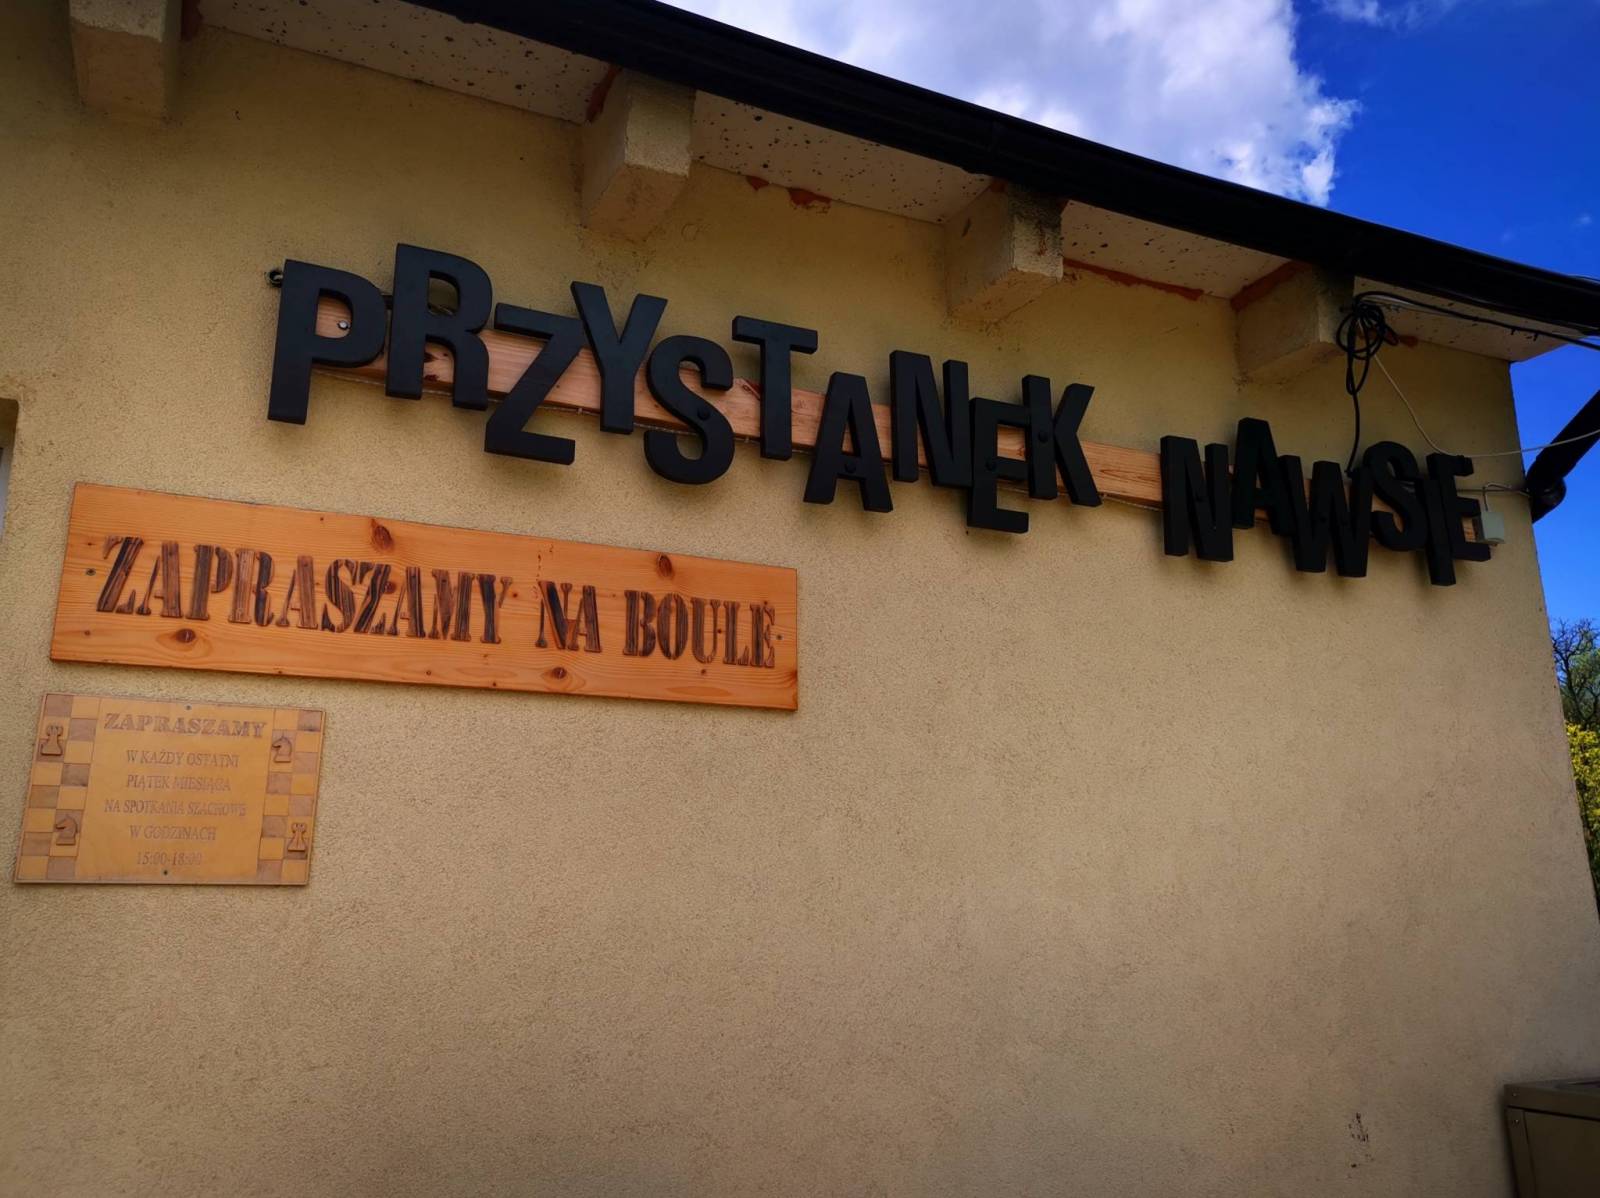 PRZYSTANEK NAWSIE
ZAPRASZAMY NA BOULE
ZAPRASZAMY
W KAŻDY OSTATNI
PIĄTEK MIESIĄCA
NA SPOTKANIA SZACHOWE
W GODZINACH
15:00-18:00